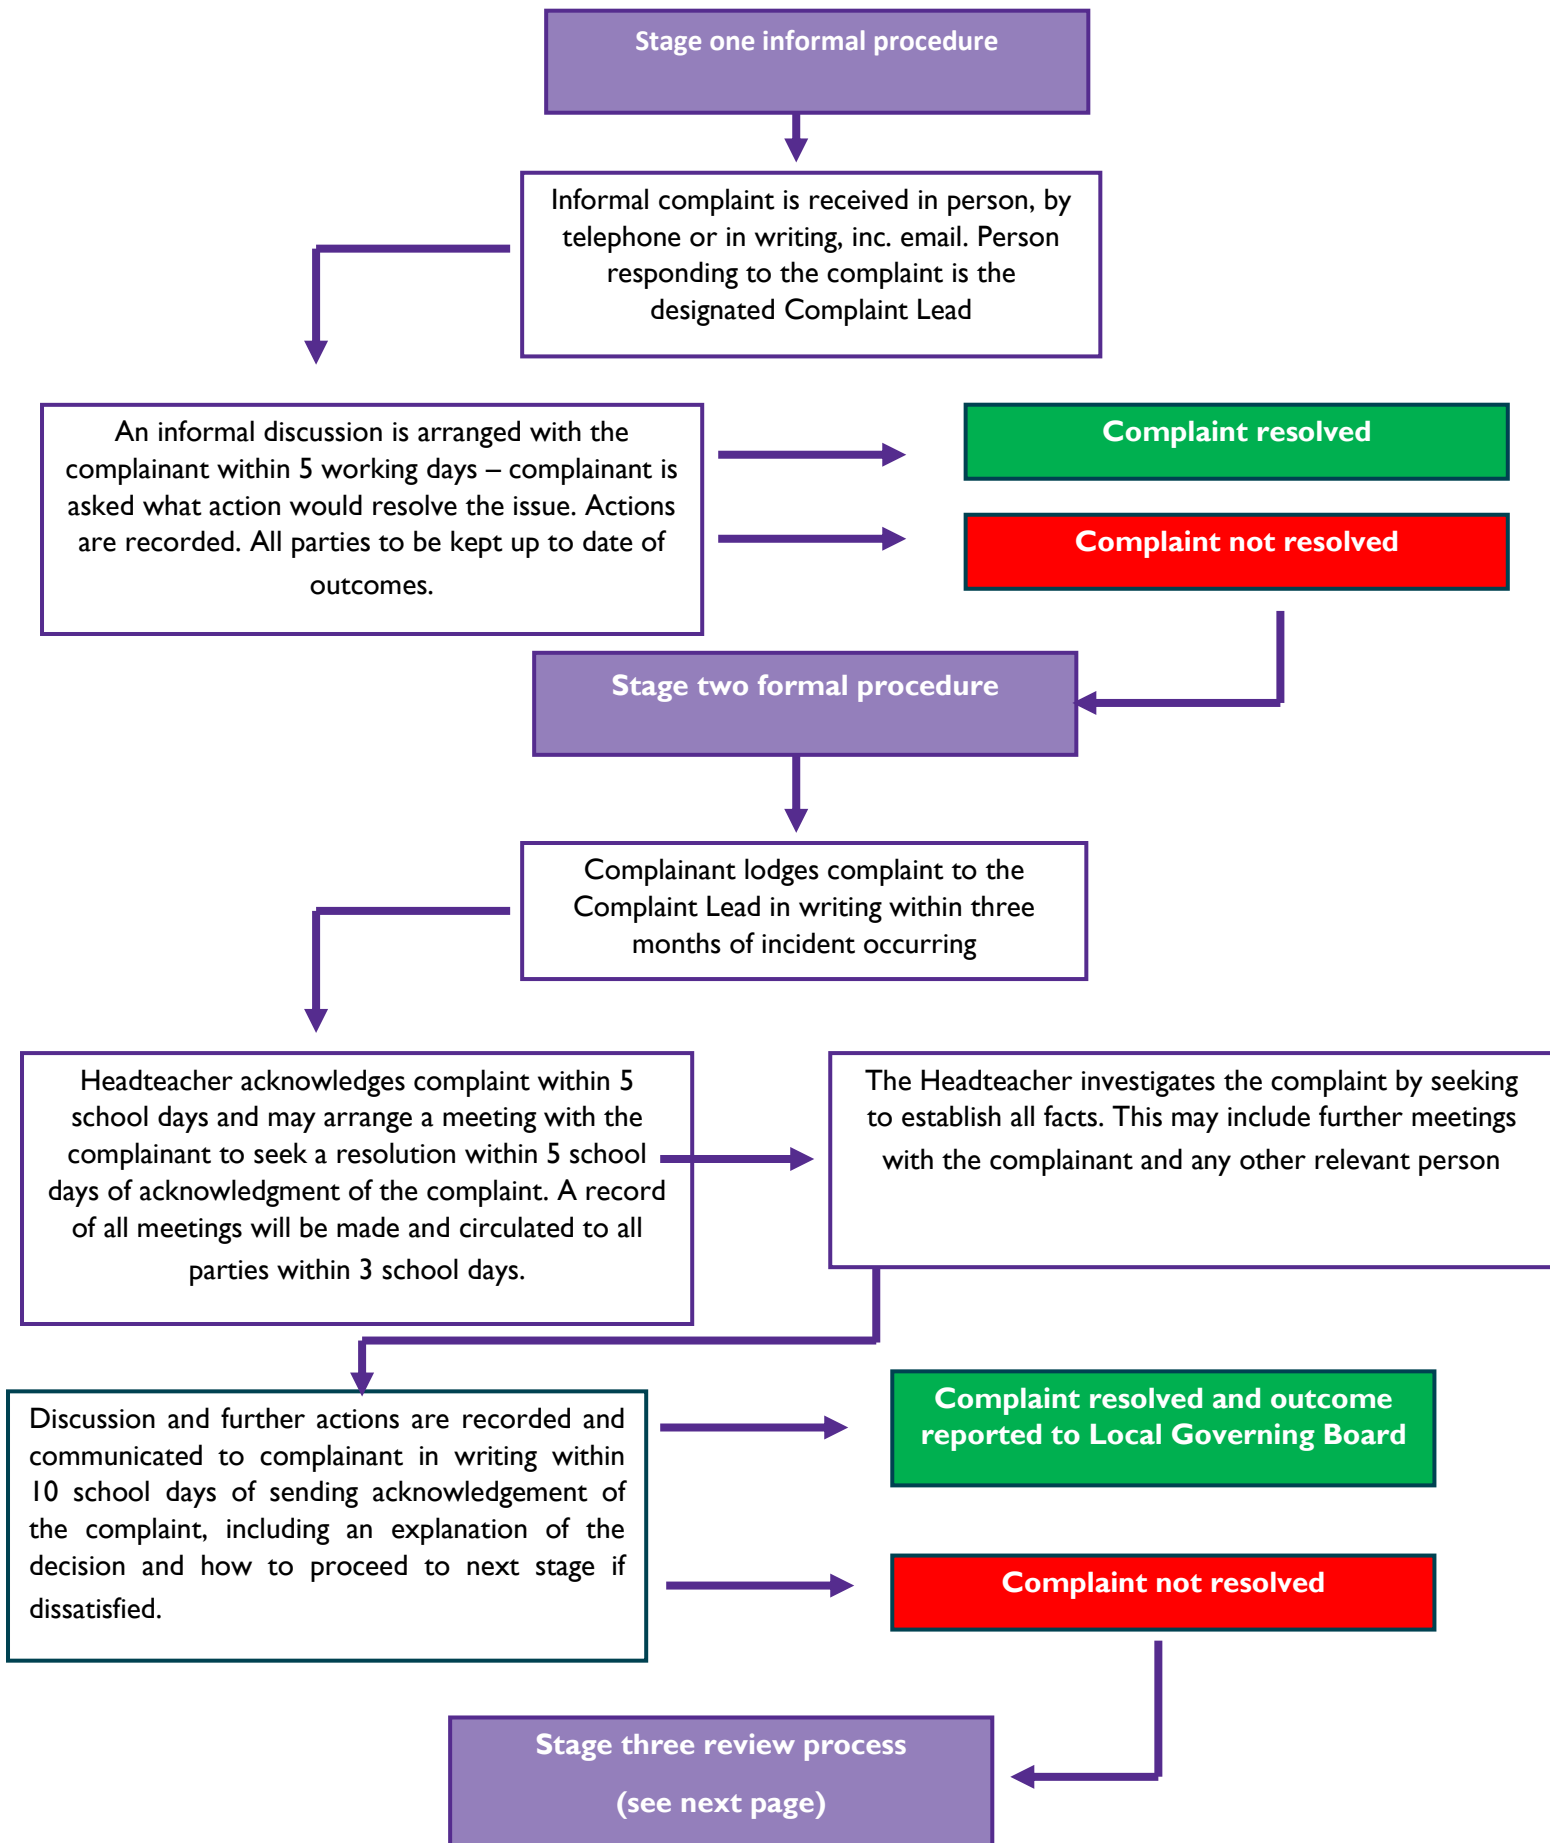 Stage one informal procedure
Informal complaint is received in person, by
telephone or in writing, inc. email. Person
responding to the complaint is the
designated Complaint Lead
An informal discussion is arranged with the
complainant within 5 working days – complainant is
asked what action would resolve the issue. Actions
are recorded. All parties to be kept up to date of
outcomes.
Complaint resolved
Complaint not resolved
Stage two formal procedure
Complainant lodges complaint to the
Complaint Lead in writing within three
months of incident occurring
Headteacher acknowledges complaint within 5
school days and may arrange a meeting with the
complainant to seek a resolution within 5 school
days of acknowledgment of the complaint. A record
of all meetings will be made and circulated to all
parties within 3 school days.
The Headteacher investigates the complaint by seeking
to establish all facts. This may include further meetings
with the complainant and any other relevant person
Discussion and further actions are recorded and
communicated to complainant in writing within
10 school days of sending acknowledgement of
the complaint, including an explanation of the
decision and how to proceed to next stage if
dissatisfied.
Complaint resolved and outcome
reported to Local Governing Board
Complaint not resolved
Stage three review process
(see next page)